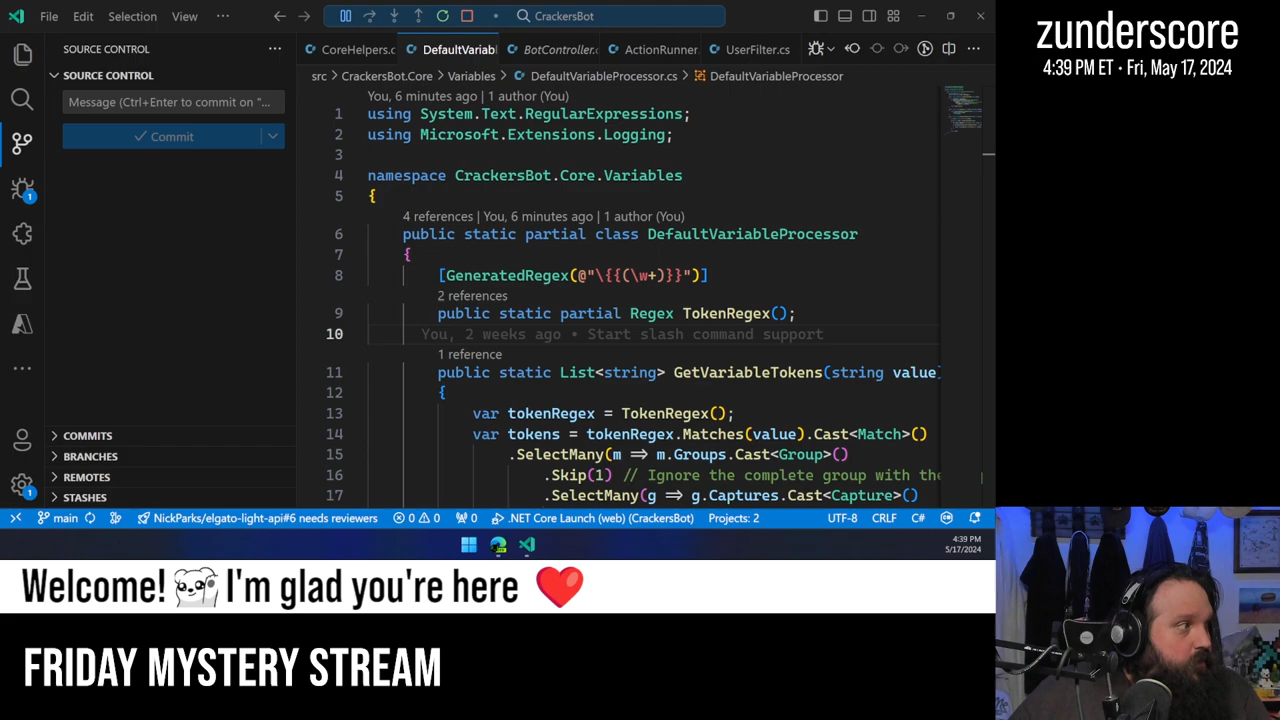 File Edit Selection View ···
CrackersBot
zunderscore
4:39 PM ET • Fri, May 17, 2024
SOURCE CONTROL ···
CoreHelpers.c DefaultVariabl BotController.c ActionRunner UserFilter.cs ···
SOURCE CONTROL
src > CrackersBot.Core > Variables > DefaultVariableProcessor.cs > DefaultVariableProcessor
Message (Ctrl+Enter to commit on "...
Commit
You, 6 minutes ago | 1 author (You)
1 using System.Text.RegularExpressions;
2 using Microsoft.Extensions.Logging;
3
4 namespace CrackersBot.Core.Variables
5 {
4 references | You, 6 minutes ago | 1 author (You)
6 public static partial class DefaultVariableProcessor
7 {
8 [GeneratedRegex(@"\{{(\w+)}}")]
2 references
9 public static partial Regex TokenRegex();
10 You, 2 weeks ago • Start slash command support
1 reference
11 public static List<string> GetVariableTokens(string value)
12 {
13 var tokenRegex = TokenRegex();
14 var tokens = tokenRegex.Matches(value).Cast<Match>()
15 .SelectMany(m => m.Groups.Cast<Group>()
16 .Skip(1) // Ignore the complete group with the
17 .SelectMany(g => g.Captures.Cast<Capture>()
1
1
COMMITS
BRANCHES
REMOTES
STASHES
main NickParks/elgato-light-api#6 needs reviewers 0 0 0 .NET Core Launch (web) (CrackersBot) Projects: 2 UTF-8 CRLF C#
4:39 PM
5/17/2024
Welcome! I'm glad you're here
FRIDAY MYSTERY STREAM